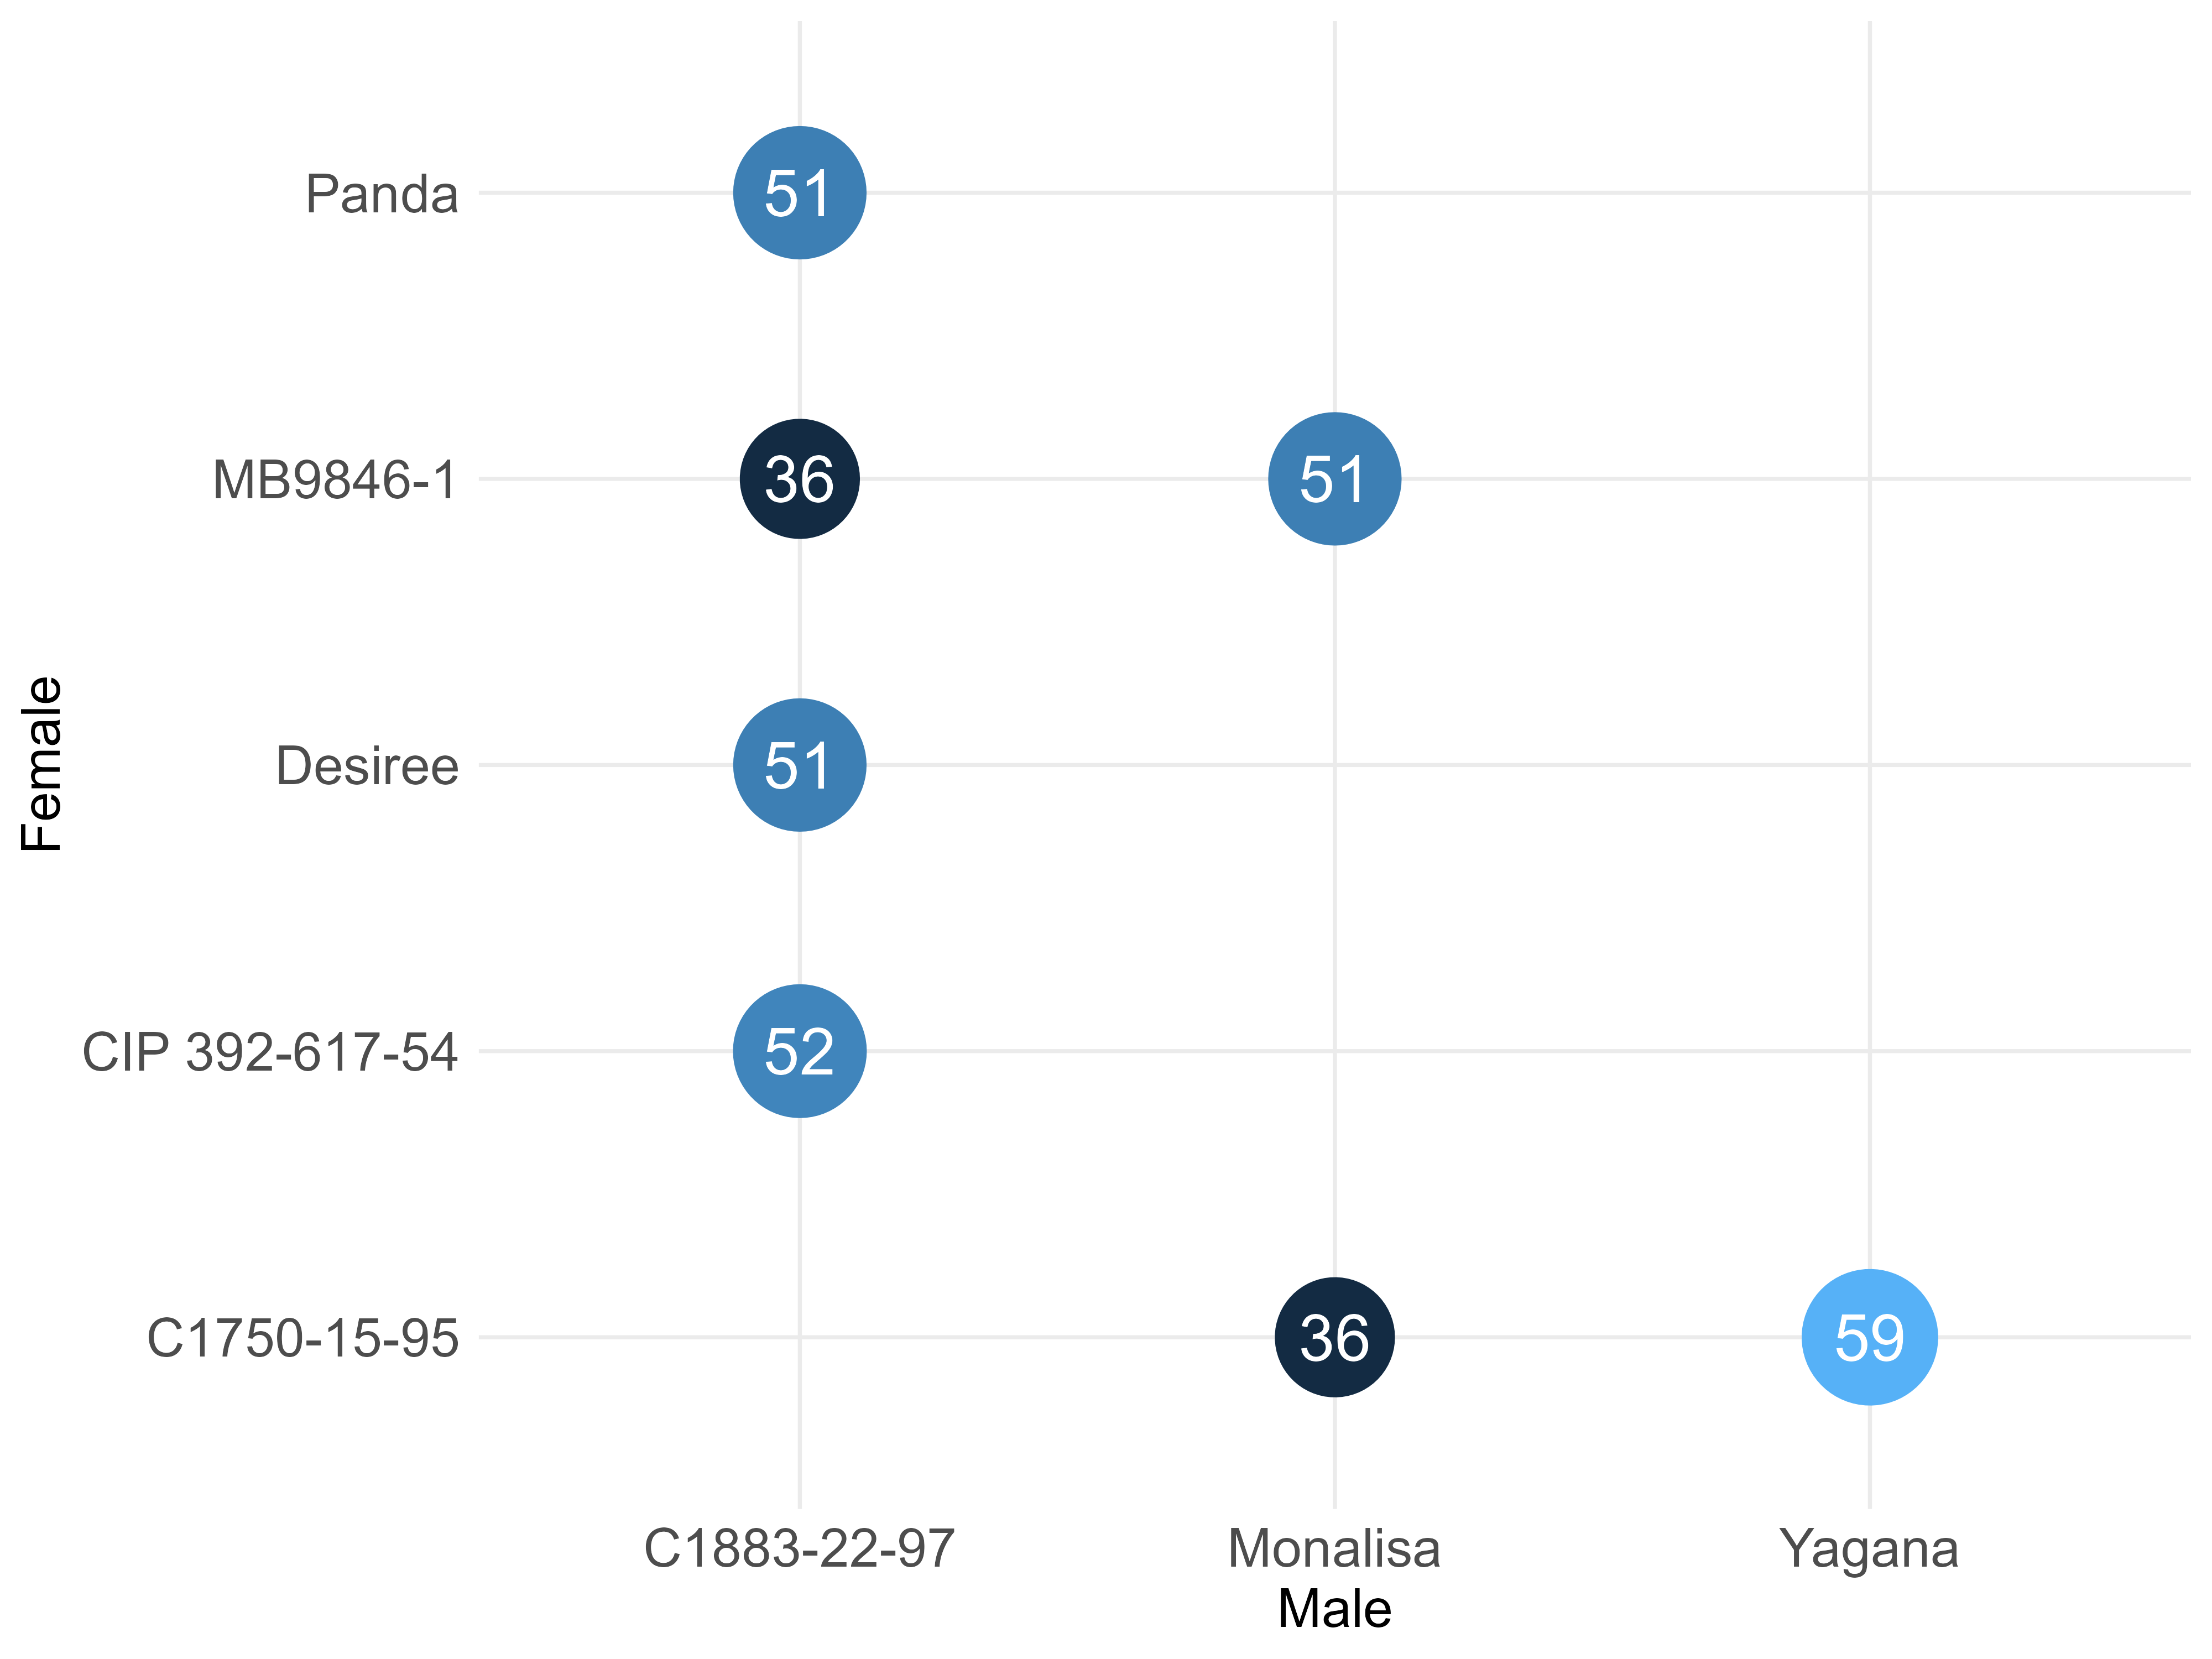 Panda
51
MB9846-1
36
51
Desiree
51
CIP 392-617-54
52
C1750-15-95
36
59
Female
C1883-22-97
Monalisa
Yagana
Male